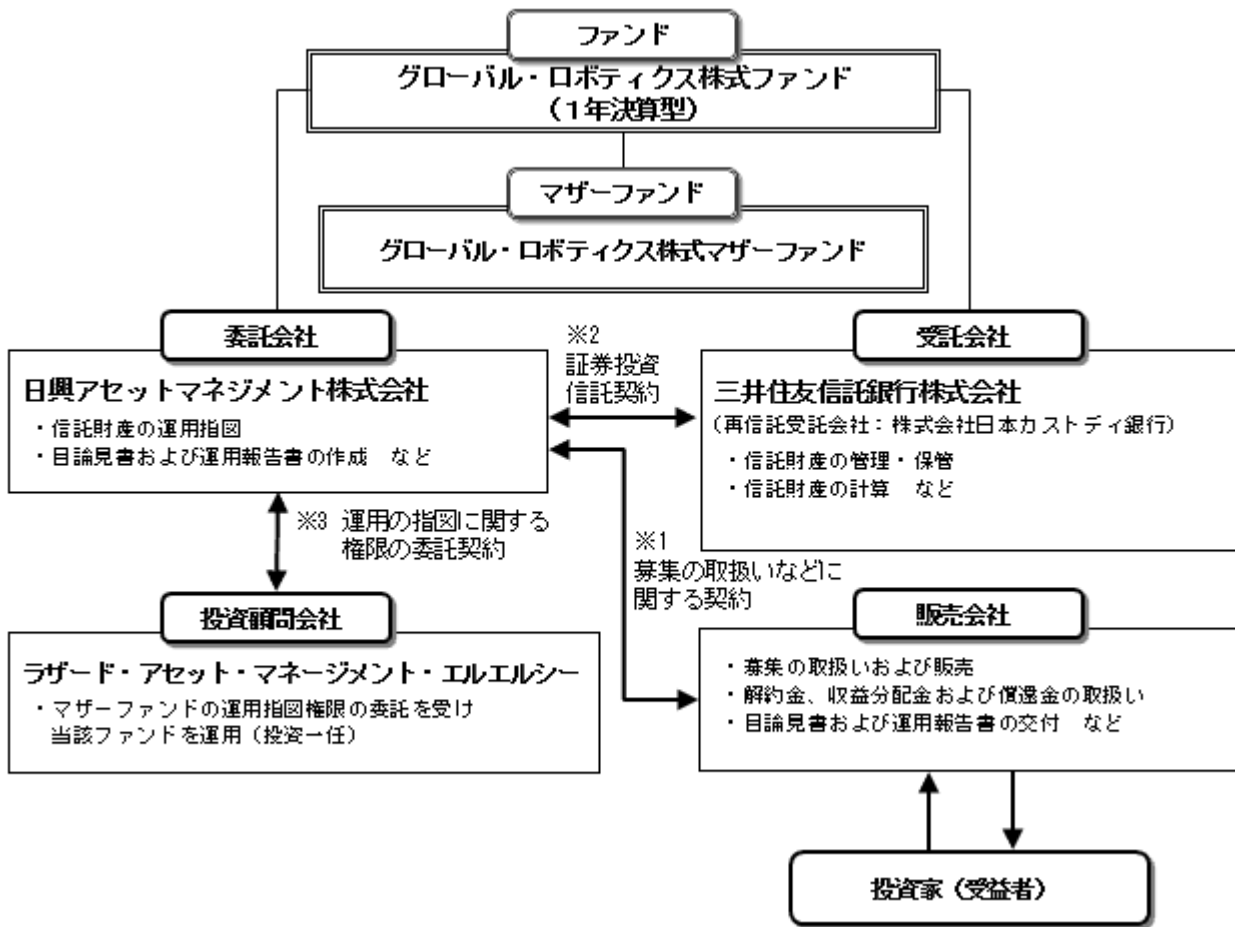 ファンド
グローバル・ロボティクス株式ファンド
(1年決算型)
マザーファンド
グローバル・ロボティクス株式マザーファンド
委託会社
日興アセットマネジメント株式会社
・信託財産の運用指図
・目論見書および運用報告書の作成 など
※2
証券投資
信託契約
受託会社
三井住友信託銀行株式会社
(再信託受託会社:株式会社日本カストディ銀行)
・信託財産の管理・保管
・信託財産の計算 など
※3 運用の指図に関する
権限の委託契約
※1
募集の取扱いなどに
関する契約
投資顧問会社
ラザード・アセット・マネージメント・エルエルシー
・マザーファンドの運用指図権限の委託を受け
当該ファンドを運用(投資一任)
販売会社
・募集の取扱いおよび販売
・解約金、収益分配金および償還金の取扱い
・目論見書および運用報告書の交付 など
投資家(受益者)